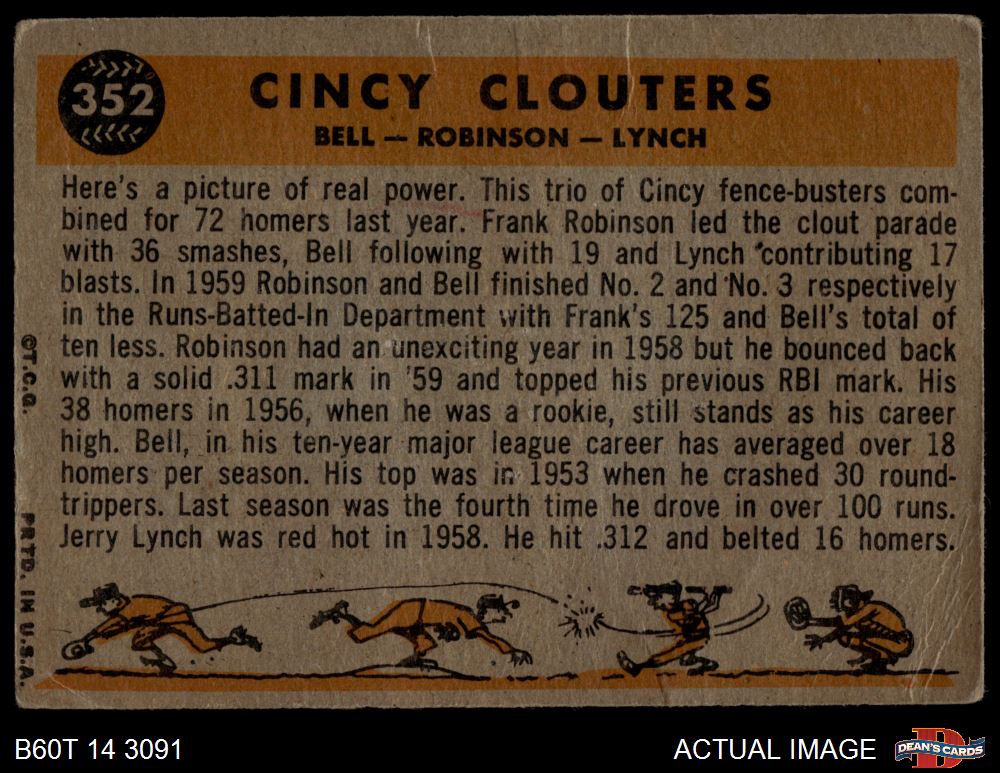 352
CINCY CLOUTERS
BELL — ROBINSON — LYNCH
Here's a picture of real power. This trio of Cincy fence-busters com-
bined for 72 homers last year. Frank Robinson led the clout parade
with 36 smashes, Bell following with 19 and Lynch contributing 17
blasts. In 1959 Robinson and Bell finished No. 2 and No. 3 respectively
in the Runs-Batted-In Department with Frank's 125 and Bell's total of
ten less. Robinson had an unexciting year in 1958 but he bounced back
with a solid .311 mark in '59 and topped his previous RBI mark. His
38 homers in 1956, when he was a rookie, still stands as his career
high. Bell, in his ten-year major league career has averaged over 18
homers per season. His top was in 1953 when he crashed 30 round-
trippers. Last season was the fourth time he drove in over 100 runs.
Jerry Lynch was red hot in 1958. He hit .312 and belted 16 homers.
©T.C.G.
PRTD. IN U.S.A.
B60T 14 3091
ACTUAL IMAGE
D
DEAN'S CARDS